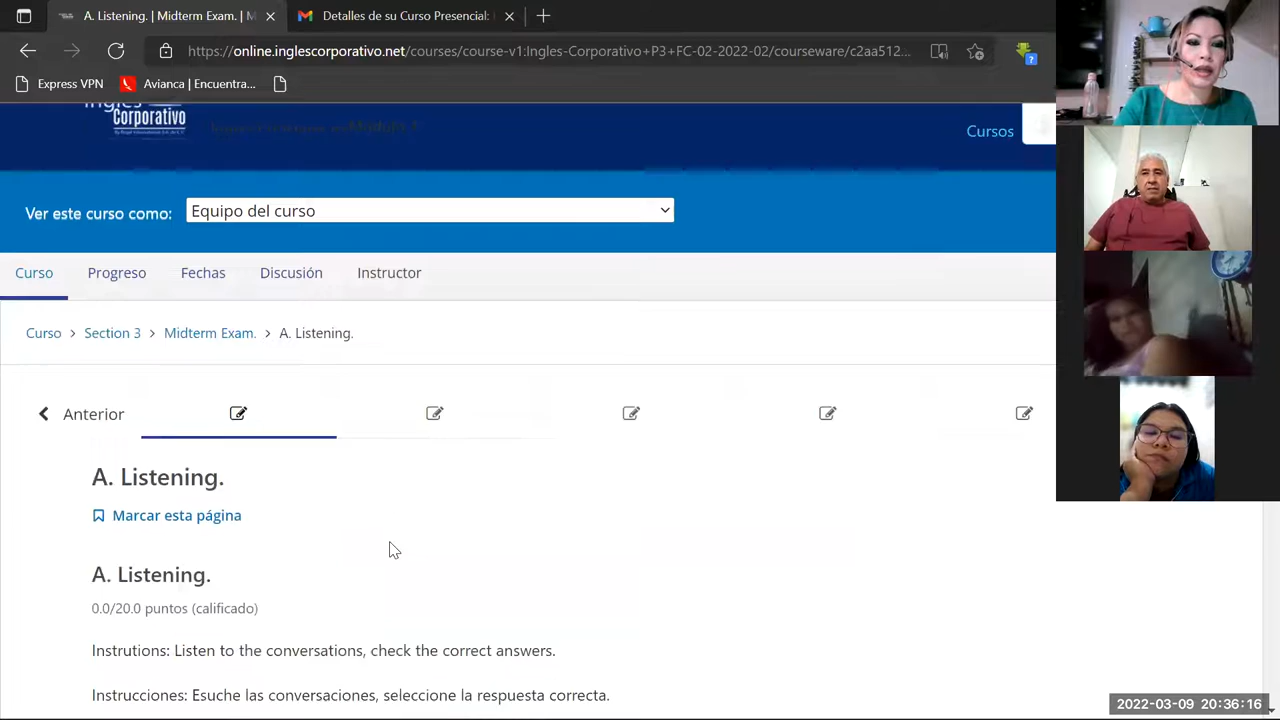 A. Listening. | Midterm Exam. | M
Detalles de su Curso Presencial:
https://online.inglescorporativo.net/courses/course-v1:Ingles-Corporativo+P3+FC-02-2022-02/courseware/c2aa512...
Express VPN
Avianca | Encuentra...
Corporativo
Cursos
Ver este curso como:
Equipo del curso
Curso
Progreso
Fechas
Discusión
Instructor
Curso > Section 3 > Midterm Exam. > A. Listening.
Anterior
A. Listening.
Marcar esta página
A. Listening.
0.0/20.0 puntos (calificado)
Instrutions: Listen to the conversations, check the correct answers.
Instrucciones: Esuche las conversaciones, seleccione la respuesta correcta.
2022-03-09 20:36:16